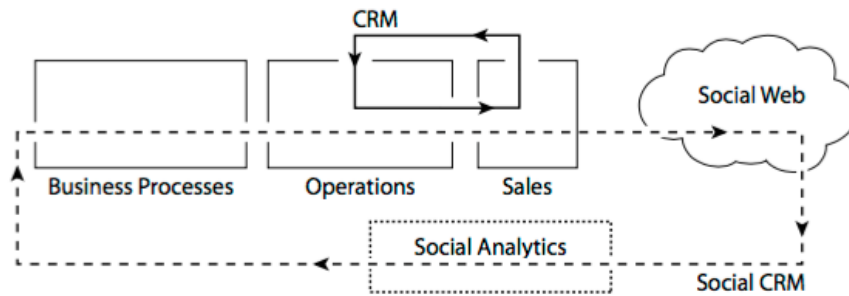 CRM
Social Web
Business Processes
Operations
Sales
Social Analytics
Social CRM